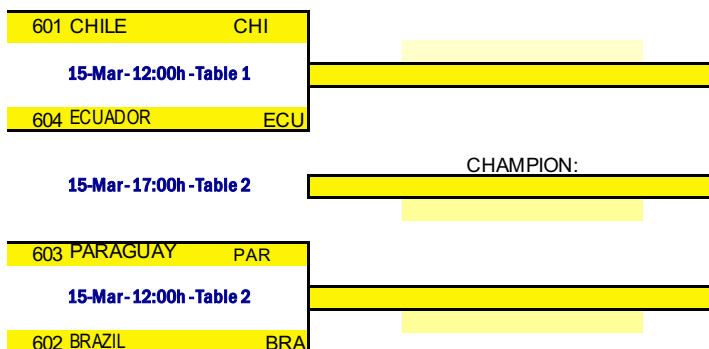 601 CHILE CHI
15-Mar-12:00h-Table 1
604 ECUADOR ECU
CHAMPION:
15-Mar-17:00h-Table 2
603 PARAGUAY PAR
15-Mar-12:00h-Table 2
602 BRAZIL BRA